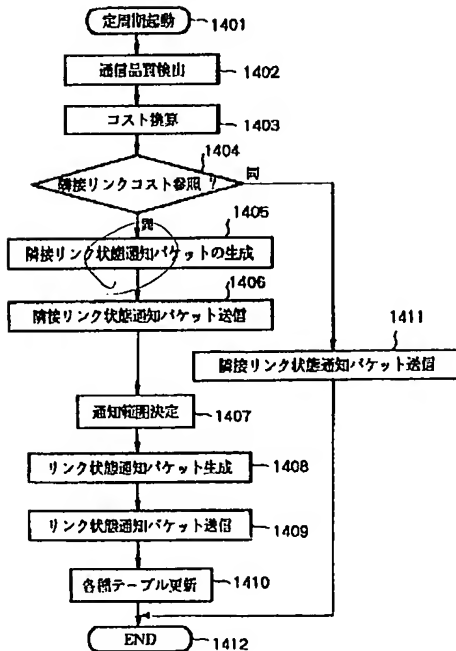 定周期起動
1401
通信品質検出
1402
コスト換算
1403
1404
隣接リンクコスト参照 ?
同
1405
隣接リンク状態通知パケットの生成
1406
隣接リンク状態通知パケット送信
1411
隣接リンク状態通知パケット送信
通知範囲決定
1407
リンク状態通知パケット生成
1408
リンク状態通知パケット送信
1409
各種テーブル更新
1410
END
1412